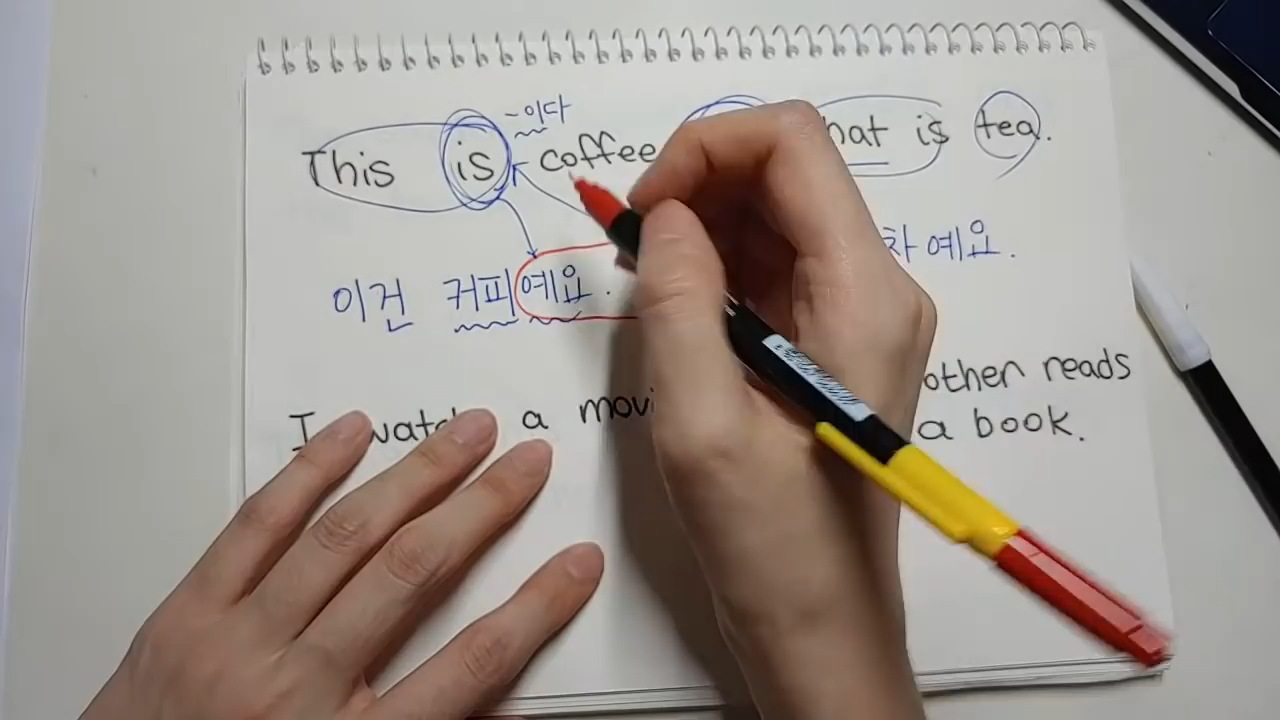 ~이다
This is coffee hat is tea.
이건 커피예요. 차예요.
I watch a movi other reads
a book.